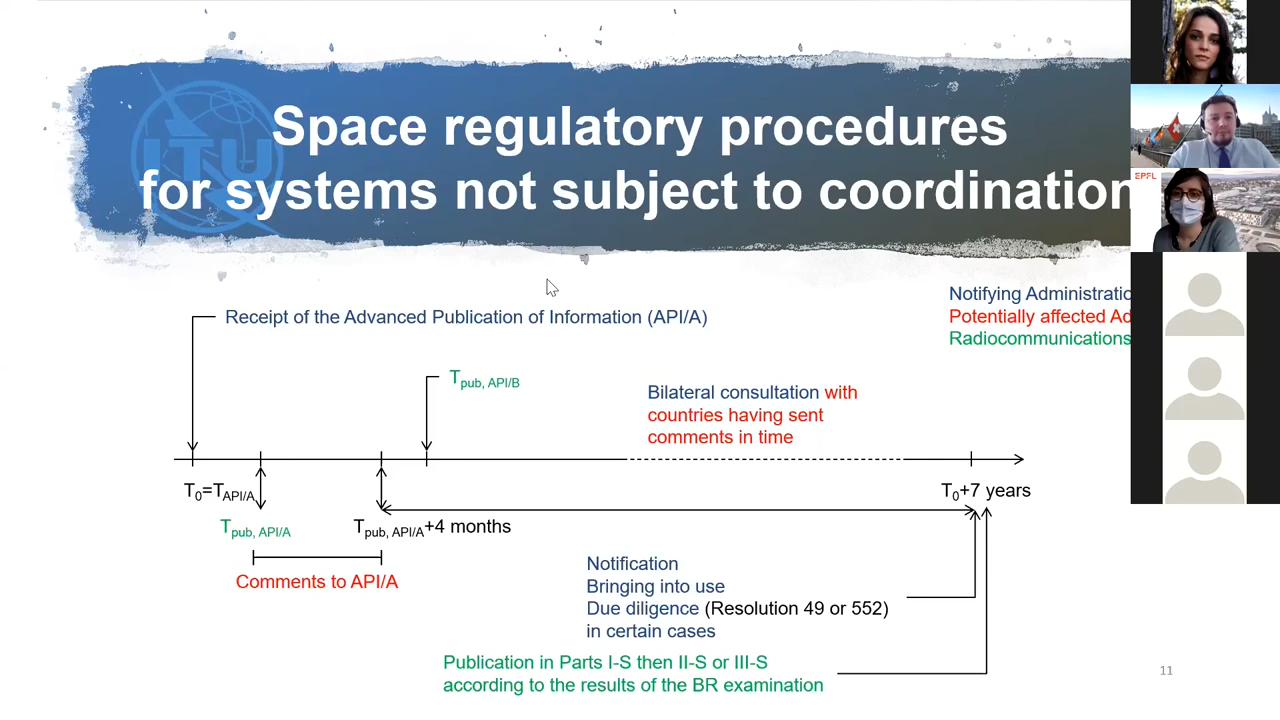 Space regulatory procedures
for systems not subject to coordination
ITU
EPFL
Notifying Administratio
Potentially affected Ad
Radiocommunications
Receipt of the Advanced Publication of Information (API/A)
Tpub, API/B
Bilateral consultation with
countries having sent
comments in time
T0=TAPI/A
T0+7 years
Tpub, API/A
Tpub, API/A+4 months
Comments to API/A
Notification
Bringing into use
Due diligence (Resolution 49 or 552)
in certain cases
Publication in Parts I-S then II-S or III-S
according to the results of the BR examination
11